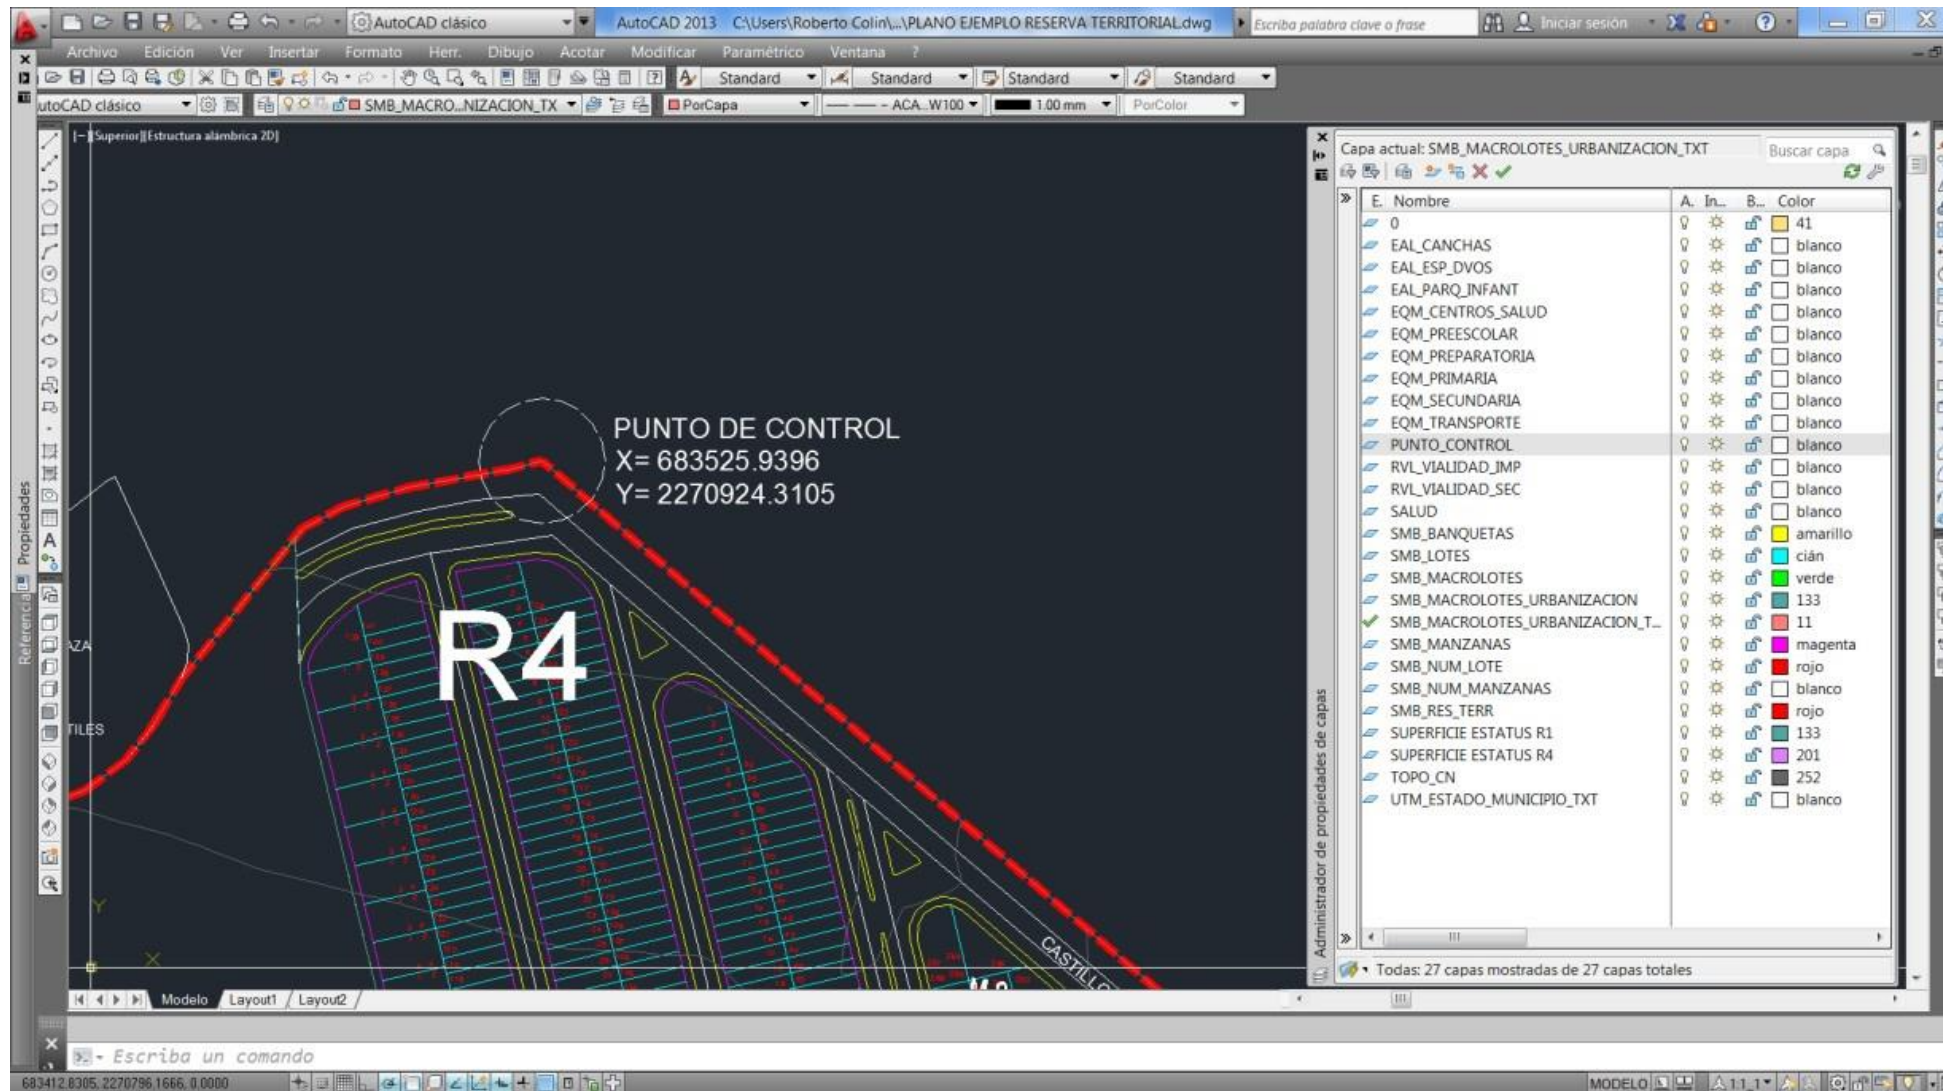 AutoCAD clásico
AutoCAD 2013 C:\Users\Roberto Colin\...\PLANO EJEMPLO RESERVA TERRITORIAL.dwg
Escriba palabra clave o frase
Iniciar sesión
Archivo Edición Ver Insertar Formato Herr. Dibujo Acotar Modificar Paramétrico Ventana ?
Standard Standard Standard Standard
utoCAD clásico
SMB_MACRO...NIZACION_TX
PorCapa
ACA...W100
1.00 mm
PorColor
[−][Superior][Estructura alámbrica 2D]
PUNTO DE CONTROL
X= 683525.9396
Y= 2270924.3105
R4
AZA
TILES
CASTILLO
Y
X
Propiedades
Referencia
Administrador de propiedades de capas
Capa actual: SMB_MACROLOTES_URBANIZACION_TXT
Buscar capa
E. Nombre A. In... B... Color
0 41
EAL_CANCHAS blanco
EAL_ESP_DVOS blanco
EAL_PARQ_INFANT blanco
EQM_CENTROS_SALUD blanco
EQM_PREESCOLAR blanco
EQM_PREPARATORIA blanco
EQM_PRIMARIA blanco
EQM_SECUNDARIA blanco
EQM_TRANSPORTE blanco
PUNTO_CONTROL blanco
RVL_VIALIDAD_IMP blanco
RVL_VIALIDAD_SEC blanco
SALUD blanco
SMB_BANQUETAS amarillo
SMB_LOTES cián
SMB_MACROLOTES verde
SMB_MACROLOTES_URBANIZACION 133
SMB_MACROLOTES_URBANIZACION_T... 11
SMB_MANZANAS magenta
SMB_NUM_LOTE rojo
SMB_NUM_MANZANAS blanco
SMB_RES_TERR rojo
SUPERFICIE ESTATUS R1 133
SUPERFICIE ESTATUS R4 201
TOPO_CN 252
UTM_ESTADO_MUNICIPIO_TXT blanco
Todas: 27 capas mostradas de 27 capas totales
Modelo Layout1 Layout2
Escriba un comando
683412.8305, 2270796.1666, 0.0000
MODELO